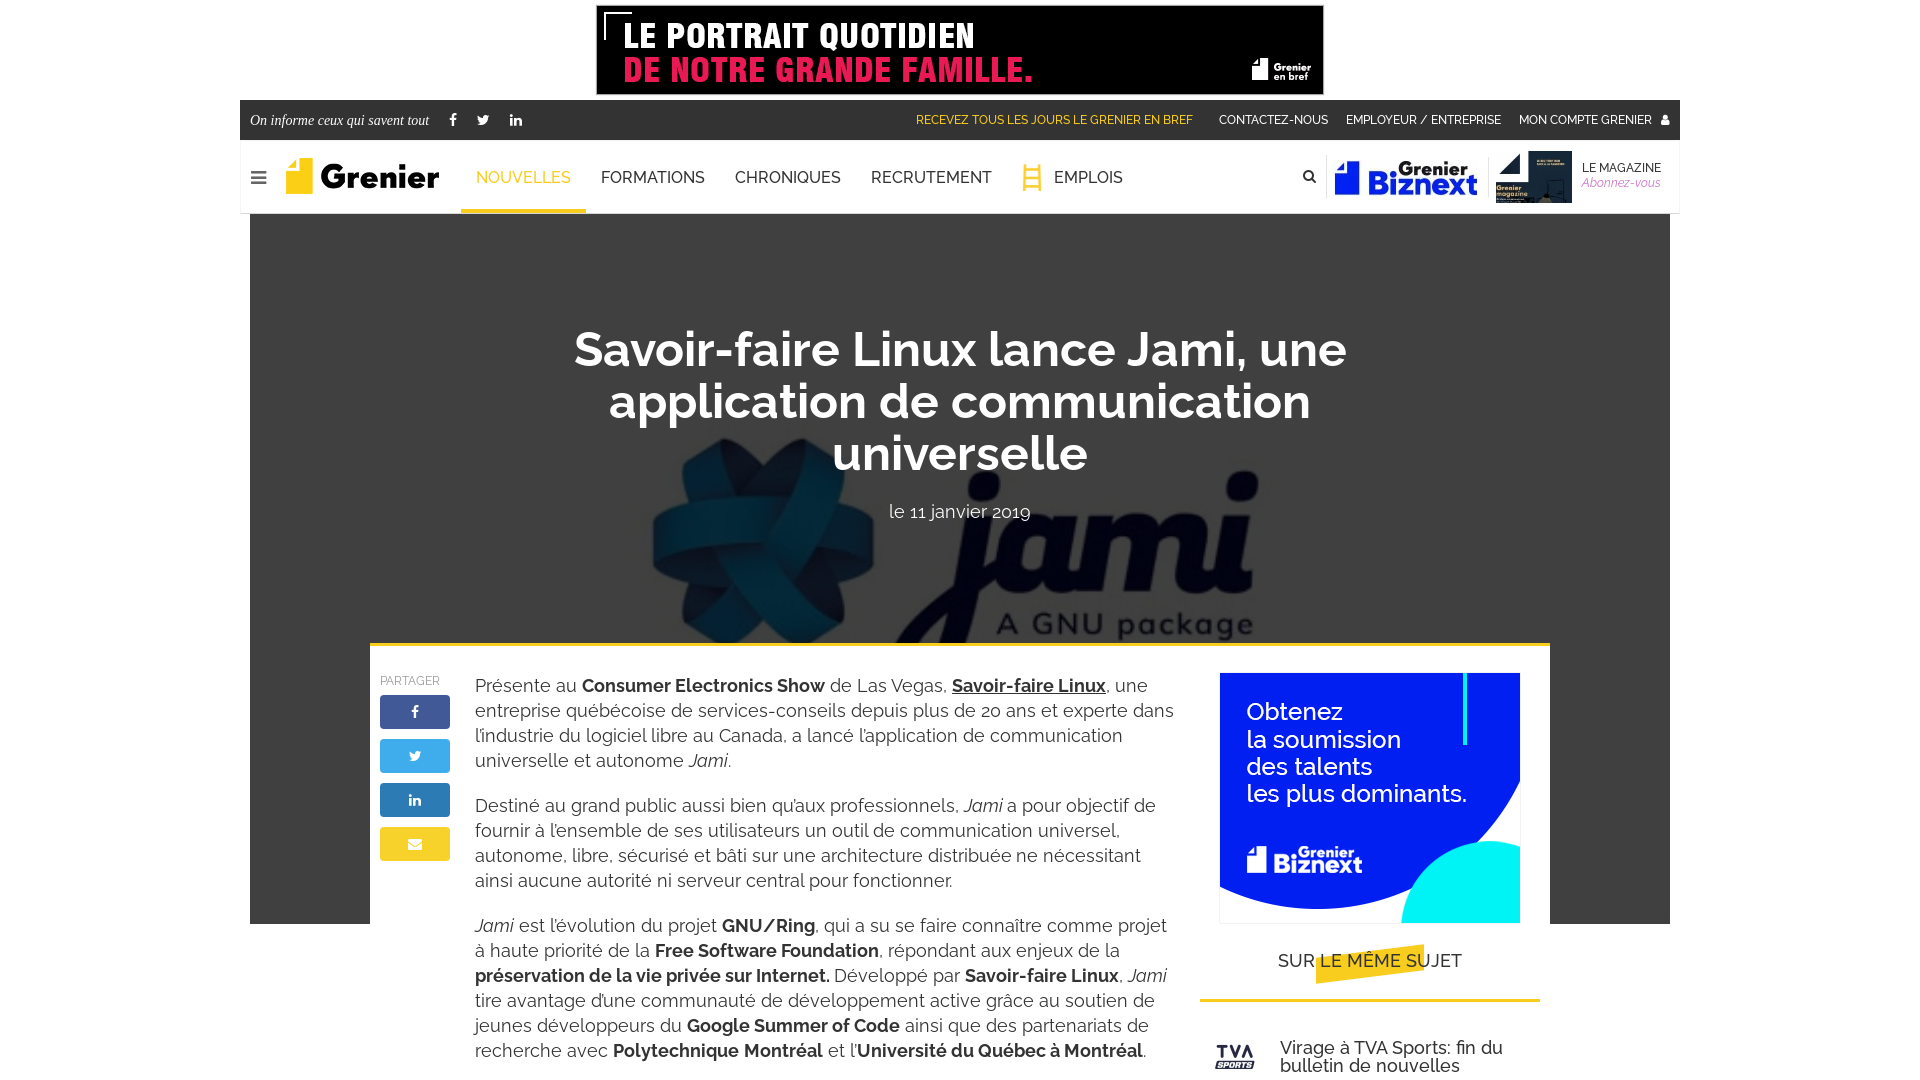 LE PORTRAIT QUOTIDIEN
DE NOTRE GRANDE FAMILLE.
Grenier
en bref
On informe ceux qui savent tout
RECEVEZ TOUS LES JOURS LE GRENIER EN BREF
CONTACTEZ-NOUS
EMPLOYEUR / ENTREPRISE
MON COMPTE GRENIER
Grenier
NOUVELLES
FORMATIONS
CHRONIQUES
RECRUTEMENT
EMPLOIS
Grenier
Biznext
Grenier
magazine
LE MAGAZINE
Abonnez-vous
Savoir-faire Linux lance Jami, une
application de communication
universelle
le 11 janvier 2019
jami
A GNU package
PARTAGER
Présente au Consumer Electronics Show de Las Vegas, Savoir-faire Linux, une
entreprise québécoise de services-conseils depuis plus de 20 ans et experte dans
l’industrie du logiciel libre au Canada, a lancé l’application de communication
universelle et autonome Jami.
Destiné au grand public aussi bien qu’aux professionnels, Jami a pour objectif de
fournir à l’ensemble de ses utilisateurs un outil de communication universel,
autonome, libre, sécurisé et bâti sur une architecture distribuée ne nécessitant
ainsi aucune autorité ni serveur central pour fonctionner.
Jami est l’évolution du projet GNU/Ring, qui a su se faire connaître comme projet
à haute priorité de la Free Software Foundation, répondant aux enjeux de la
préservation de la vie privée sur Internet. Développé par Savoir-faire Linux, Jami
tire avantage d’une communauté de développement active grâce au soutien de
jeunes développeurs du Google Summer of Code ainsi que des partenariats de
recherche avec Polytechnique Montréal et l’Université du Québec à Montréal.
Obtenez
la soumission
des talents
les plus dominants.
Grenier
Biznext
SUR LE MÊME SUJET
TVA
SPORTS
Virage à TVA Sports: fin du
bulletin de nouvelles